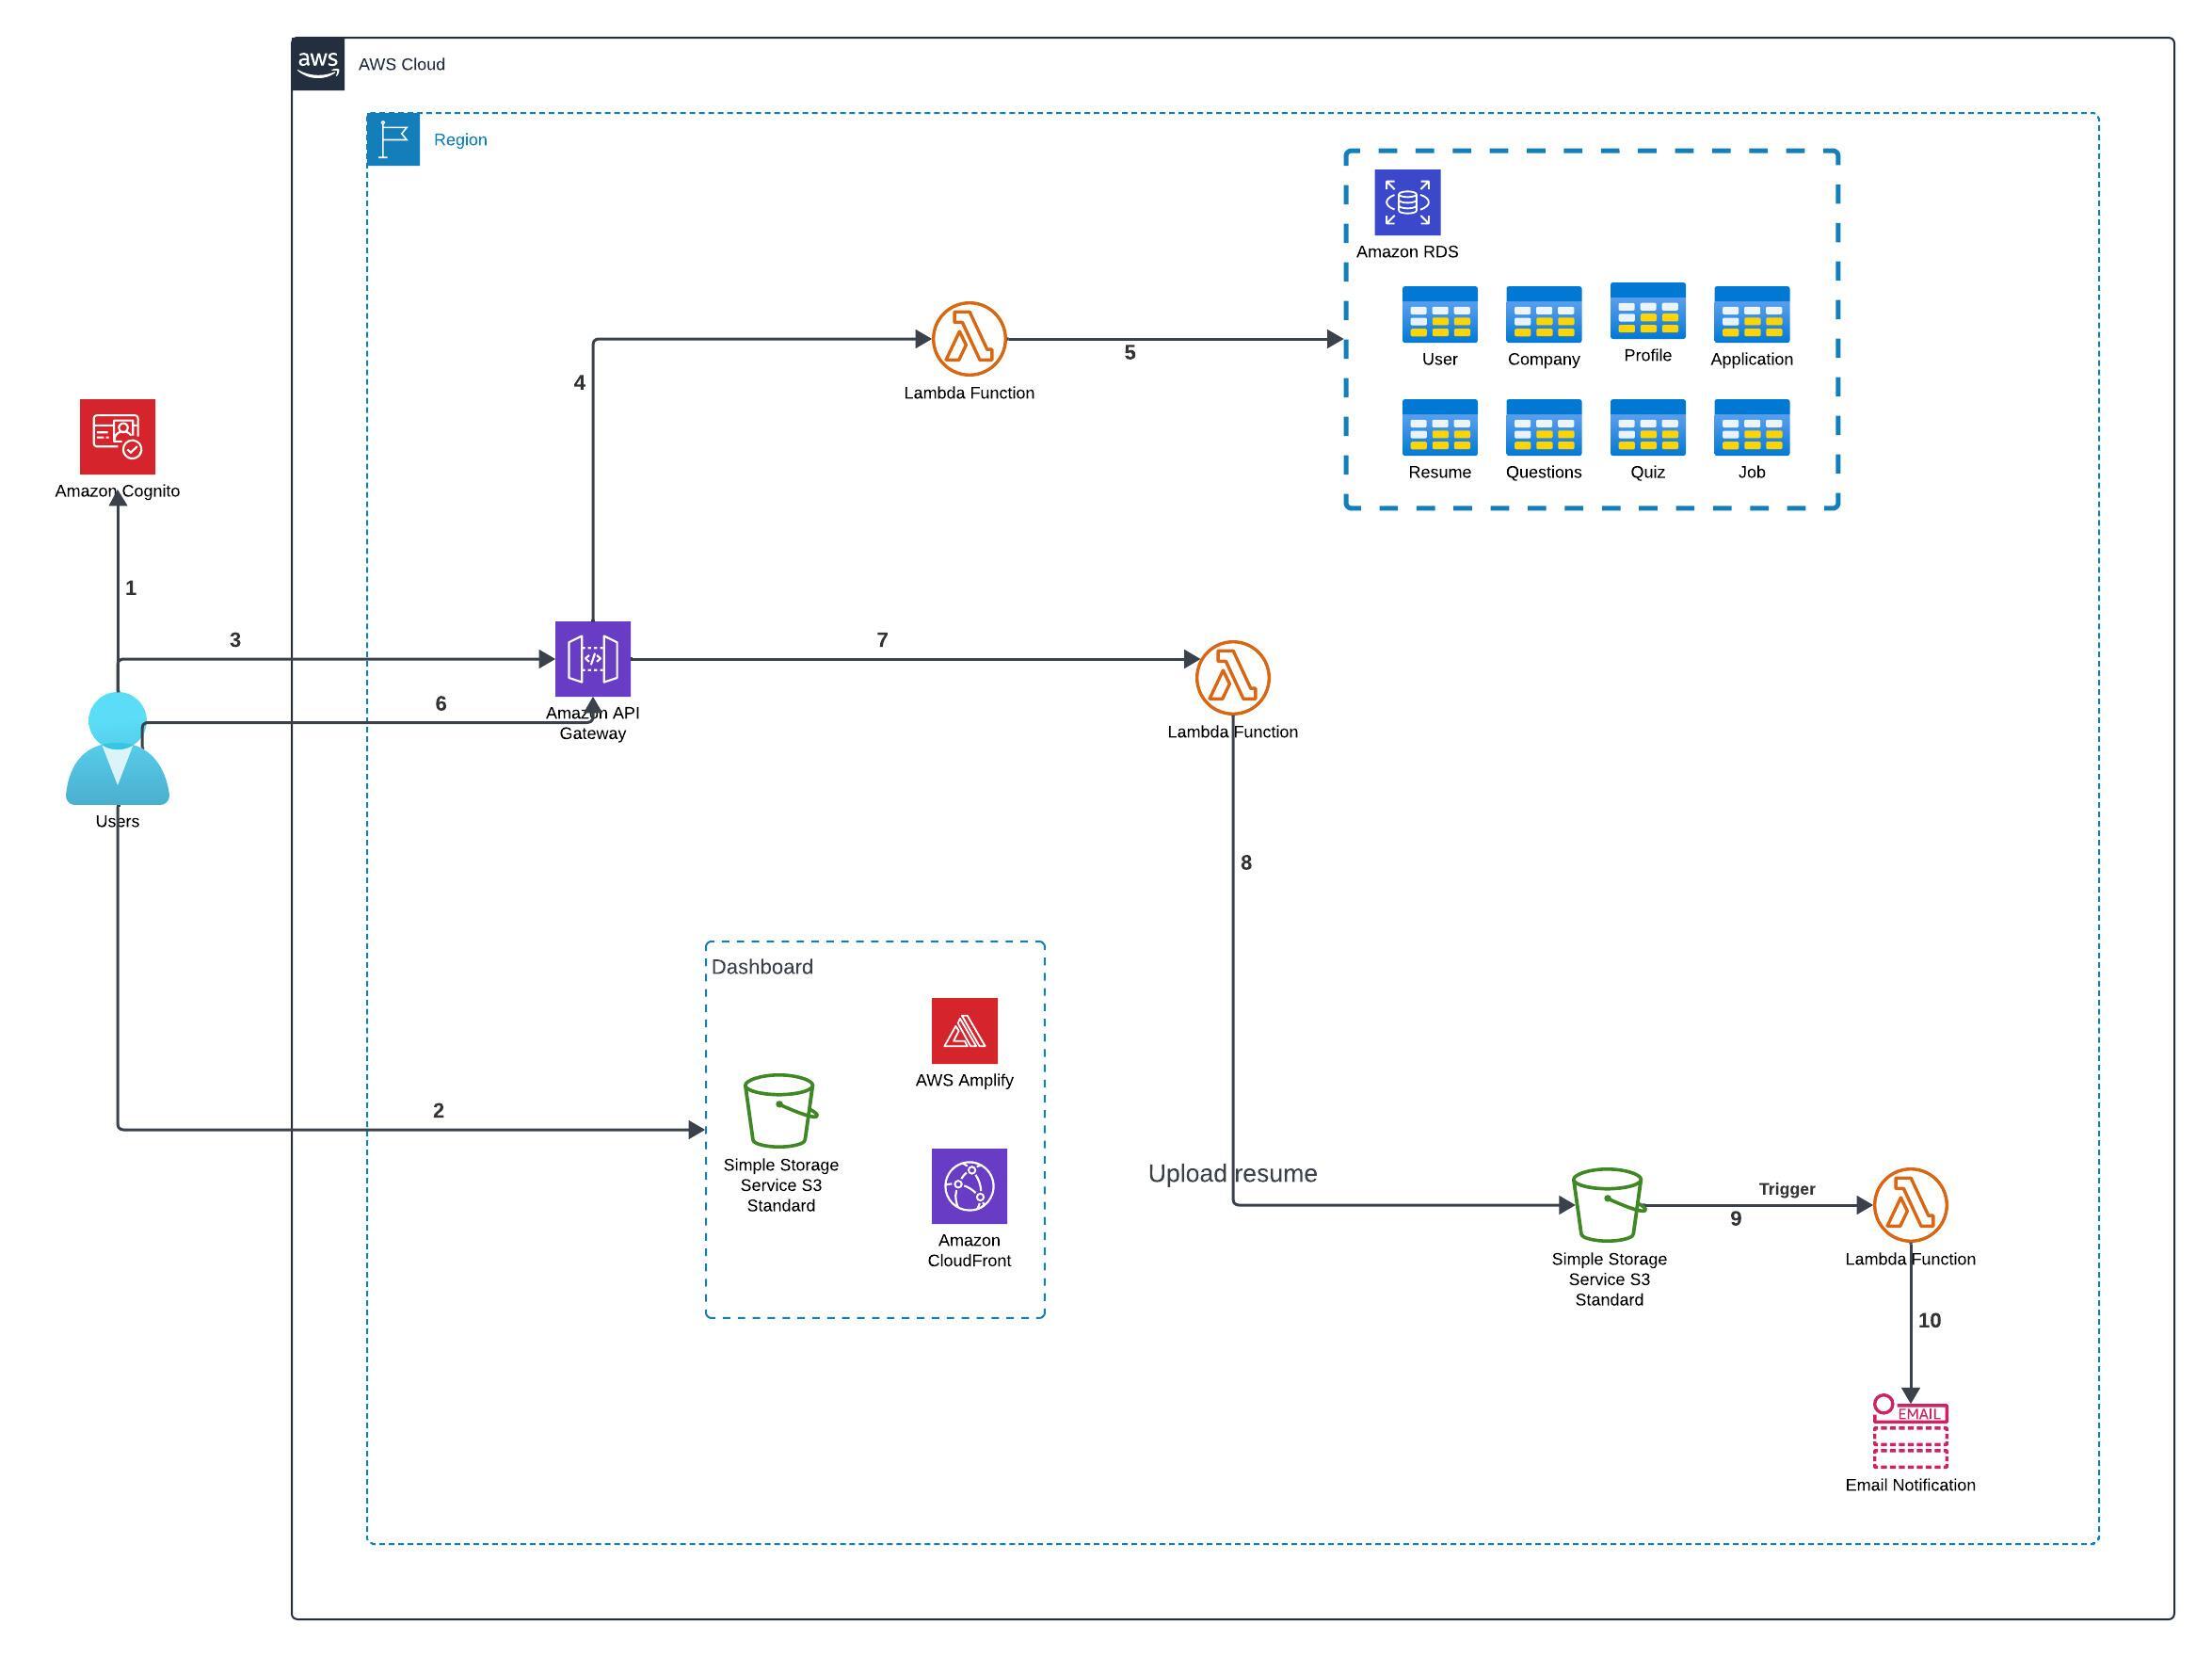 aws
AWS Cloud
Region
Amazon RDS
User
Company
Profile
Application
Resume
Questions
Quiz
Job
4
Lambda Function
5
Amazon Cognito
1
3
6
Amazon API
Gateway
7
Lambda Function
Users
8
2
Dashboard
AWS Amplify
Simple Storage
Service S3
Standard
Amazon
CloudFront
Upload resume
Simple Storage
Service S3
Standard
Trigger
9
Lambda Function
10
EMAIL
Email Notification